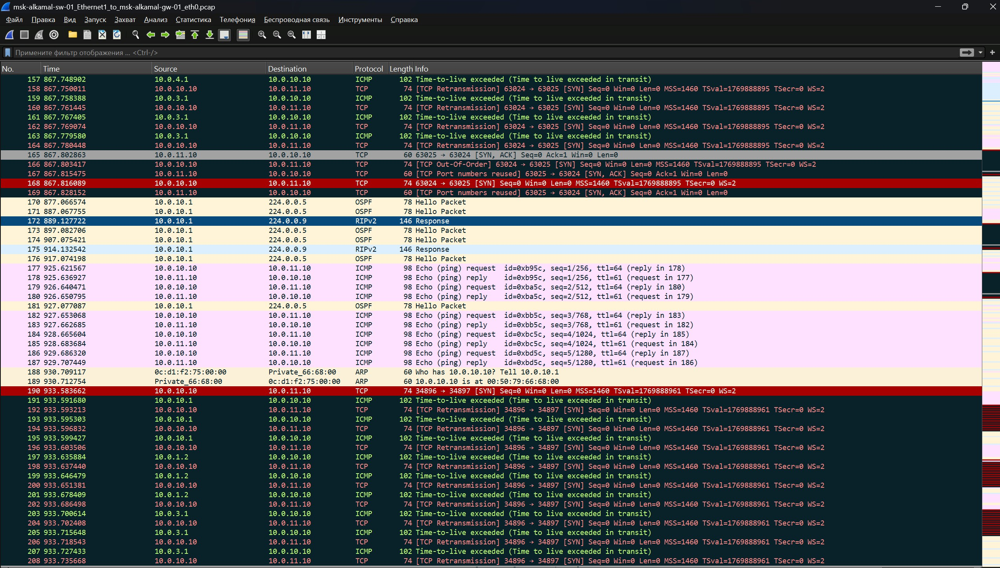 msk-alkamal-sw-01_Ethernet1_to_msk-alkamal-gw-01_eth0.pcap
Файл Правка Вид Запуск Захват Анализ Статистика Телефония Беспроводная связь Инструменты Справка
Примените фильтр отображения ... <Ctrl-/>
No. Time Source Destination Protocol Length Info
157 867.748902 10.0.4.1 10.0.10.10 ICMP 102 Time-to-live exceeded (Time to live exceeded in transit)
158 867.750011 10.0.10.10 10.0.11.10 TCP 74 [TCP Retransmission] 63024 → 63025 [SYN] Seq=0 Win=0 Len=0 MSS=1460 TSval=1769888895 TSecr=0 WS=2
159 867.758388 10.0.3.1 10.0.10.10 ICMP 102 Time-to-live exceeded (Time to live exceeded in transit)
160 867.761445 10.0.10.10 10.0.11.10 TCP 74 [TCP Retransmission] 63024 → 63025 [SYN] Seq=0 Win=0 Len=0 MSS=1460 TSval=1769888895 TSecr=0 WS=2
161 867.767405 10.0.3.1 10.0.10.10 ICMP 102 Time-to-live exceeded (Time to live exceeded in transit)
162 867.769074 10.0.10.10 10.0.11.10 TCP 74 [TCP Retransmission] 63024 → 63025 [SYN] Seq=0 Win=0 Len=0 MSS=1460 TSval=1769888895 TSecr=0 WS=2
163 867.779580 10.0.3.1 10.0.10.10 ICMP 102 Time-to-live exceeded (Time to live exceeded in transit)
164 867.780448 10.0.10.10 10.0.11.10 TCP 74 [TCP Retransmission] 63024 → 63025 [SYN] Seq=0 Win=0 Len=0 MSS=1460 TSval=1769888895 TSecr=0 WS=2
165 867.802863 10.0.11.10 10.0.10.10 TCP 60 63025 → 63024 [SYN, ACK] Seq=0 Ack=1 Win=0 Len=0
166 867.803417 10.0.10.10 10.0.11.10 TCP 74 [TCP Out-Of-Order] 63024 → 63025 [SYN] Seq=0 Win=0 Len=0 MSS=1460 TSval=1769888895 TSecr=0 WS=2
167 867.815475 10.0.11.10 10.0.10.10 TCP 60 [TCP Port numbers reused] 63025 → 63024 [SYN, ACK] Seq=0 Ack=1 Win=0 Len=0
168 867.816089 10.0.10.10 10.0.11.10 TCP 74 63024 → 63025 [SYN] Seq=0 Win=0 Len=0 MSS=1460 TSval=1769888895 TSecr=0 WS=2
169 867.828152 10.0.11.10 10.0.10.10 TCP 60 [TCP Port numbers reused] 63025 → 63024 [SYN, ACK] Seq=0 Ack=1 Win=0 Len=0
170 877.066574 10.0.10.1 224.0.0.5 OSPF 78 Hello Packet
171 887.067755 10.0.10.1 224.0.0.5 OSPF 78 Hello Packet
172 889.127722 10.0.10.1 224.0.0.9 RIPv2 146 Response
173 897.082706 10.0.10.1 224.0.0.5 OSPF 78 Hello Packet
174 907.075421 10.0.10.1 224.0.0.5 OSPF 78 Hello Packet
175 914.132542 10.0.10.1 224.0.0.9 RIPv2 146 Response
176 917.074198 10.0.10.1 224.0.0.5 OSPF 78 Hello Packet
177 925.621567 10.0.10.10 10.0.11.10 ICMP 98 Echo (ping) request id=0xb95c, seq=1/256, ttl=64 (reply in 178)
178 925.636927 10.0.11.10 10.0.10.10 ICMP 98 Echo (ping) reply id=0xb95c, seq=1/256, ttl=61 (request in 177)
179 926.640471 10.0.10.10 10.0.11.10 ICMP 98 Echo (ping) request id=0xba5c, seq=2/512, ttl=64 (reply in 180)
180 926.650795 10.0.11.10 10.0.10.10 ICMP 98 Echo (ping) reply id=0xba5c, seq=2/512, ttl=61 (request in 179)
181 927.077087 10.0.10.1 224.0.0.5 OSPF 78 Hello Packet
182 927.653068 10.0.10.10 10.0.11.10 ICMP 98 Echo (ping) request id=0xbb5c, seq=3/768, ttl=64 (reply in 183)
183 927.662685 10.0.11.10 10.0.10.10 ICMP 98 Echo (ping) reply id=0xbb5c, seq=3/768, ttl=61 (request in 182)
184 928.665604 10.0.10.10 10.0.11.10 ICMP 98 Echo (ping) request id=0xbc5c, seq=4/1024, ttl=64 (reply in 185)
185 928.683684 10.0.11.10 10.0.10.10 ICMP 98 Echo (ping) reply id=0xbc5c, seq=4/1024, ttl=61 (request in 184)
186 929.686320 10.0.10.10 10.0.11.10 ICMP 98 Echo (ping) request id=0xbd5c, seq=5/1280, ttl=64 (reply in 187)
187 929.707449 10.0.11.10 10.0.10.10 ICMP 98 Echo (ping) reply id=0xbd5c, seq=5/1280, ttl=61 (request in 186)
188 930.709117 0c:d1:f2:75:00:00 Private_66:68:00 ARP 60 Who has 10.0.10.10? Tell 10.0.10.1
189 930.712754 Private_66:68:00 0c:d1:f2:75:00:00 ARP 60 10.0.10.10 is at 00:50:79:66:68:00
190 933.583662 10.0.10.10 10.0.11.10 TCP 74 34896 → 34897 [SYN] Seq=0 Win=0 Len=0 MSS=1460 TSval=1769888961 TSecr=0 WS=2
191 933.591680 10.0.10.1 10.0.10.10 ICMP 102 Time-to-live exceeded (Time to live exceeded in transit)
192 933.593213 10.0.10.10 10.0.11.10 TCP 74 [TCP Retransmission] 34896 → 34897 [SYN] Seq=0 Win=0 Len=0 MSS=1460 TSval=1769888961 TSecr=0 WS=2
193 933.595303 10.0.10.1 10.0.10.10 ICMP 102 Time-to-live exceeded (Time to live exceeded in transit)
194 933.596832 10.0.10.10 10.0.11.10 TCP 74 [TCP Retransmission] 34896 → 34897 [SYN] Seq=0 Win=0 Len=0 MSS=1460 TSval=1769888961 TSecr=0 WS=2
195 933.599427 10.0.10.1 10.0.10.10 ICMP 102 Time-to-live exceeded (Time to live exceeded in transit)
196 933.603506 10.0.10.10 10.0.11.10 TCP 74 [TCP Retransmission] 34896 → 34897 [SYN] Seq=0 Win=0 Len=0 MSS=1460 TSval=1769888961 TSecr=0 WS=2
197 933.635884 10.0.1.2 10.0.10.10 ICMP 102 Time-to-live exceeded (Time to live exceeded in transit)
198 933.637440 10.0.10.10 10.0.11.10 TCP 74 [TCP Retransmission] 34896 → 34897 [SYN] Seq=0 Win=0 Len=0 MSS=1460 TSval=1769888961 TSecr=0 WS=2
199 933.646479 10.0.1.2 10.0.10.10 ICMP 102 Time-to-live exceeded (Time to live exceeded in transit)
200 933.651381 10.0.10.10 10.0.11.10 TCP 74 [TCP Retransmission] 34896 → 34897 [SYN] Seq=0 Win=0 Len=0 MSS=1460 TSval=1769888961 TSecr=0 WS=2
201 933.678409 10.0.1.2 10.0.10.10 ICMP 102 Time-to-live exceeded (Time to live exceeded in transit)
202 933.686498 10.0.10.10 10.0.11.10 TCP 74 [TCP Retransmission] 34896 → 34897 [SYN] Seq=0 Win=0 Len=0 MSS=1460 TSval=1769888961 TSecr=0 WS=2
203 933.700614 10.0.3.1 10.0.10.10 ICMP 102 Time-to-live exceeded (Time to live exceeded in transit)
204 933.702408 10.0.10.10 10.0.11.10 TCP 74 [TCP Retransmission] 34896 → 34897 [SYN] Seq=0 Win=0 Len=0 MSS=1460 TSval=1769888961 TSecr=0 WS=2
205 933.715648 10.0.3.1 10.0.10.10 ICMP 102 Time-to-live exceeded (Time to live exceeded in transit)
206 933.718543 10.0.10.10 10.0.11.10 TCP 74 [TCP Retransmission] 34896 → 34897 [SYN] Seq=0 Win=0 Len=0 MSS=1460 TSval=1769888961 TSecr=0 WS=2
207 933.727433 10.0.3.1 10.0.10.10 ICMP 102 Time-to-live exceeded (Time to live exceeded in transit)
208 933.735668 10.0.10.10 10.0.11.10 TCP 74 [TCP Retransmission] 34896 → 34897 [SYN] Seq=0 Win=0 Len=0 MSS=1460 TSval=1769888961 TSecr=0 WS=2